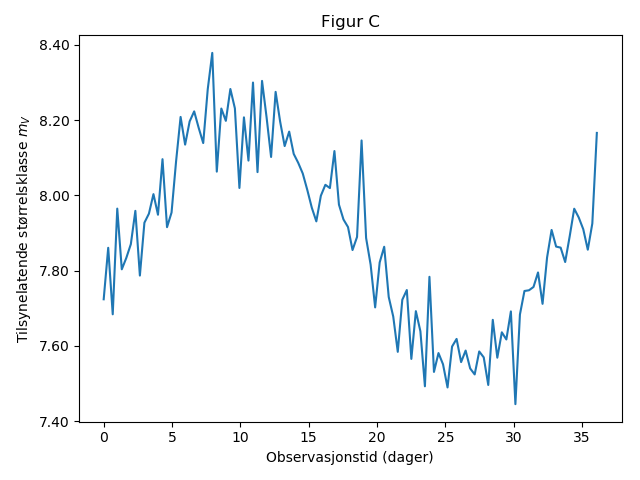 Figur C
Tilsynelatende størrelsklasse $m_V$
8.40
8.20
8.00
7.80
7.60
7.40
0 5 10 15 20 25 30 35
Observasjonstid (dager)